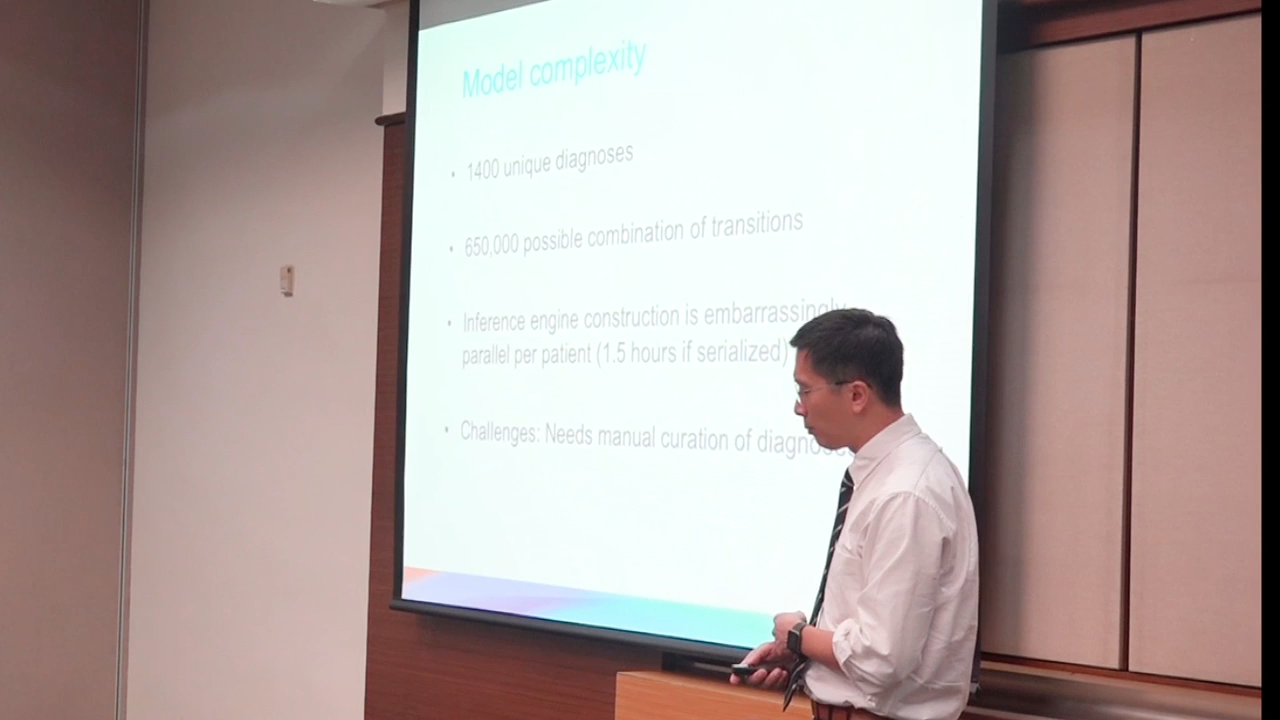 Model complexity
• 1400 unique diagnoses
• 650,000 possible combination of transitions
• Inference engine construction is embarrassingly
parallel per patient (1.5 hours if serialized)
• Challenges: Needs manual curation of diagnoses